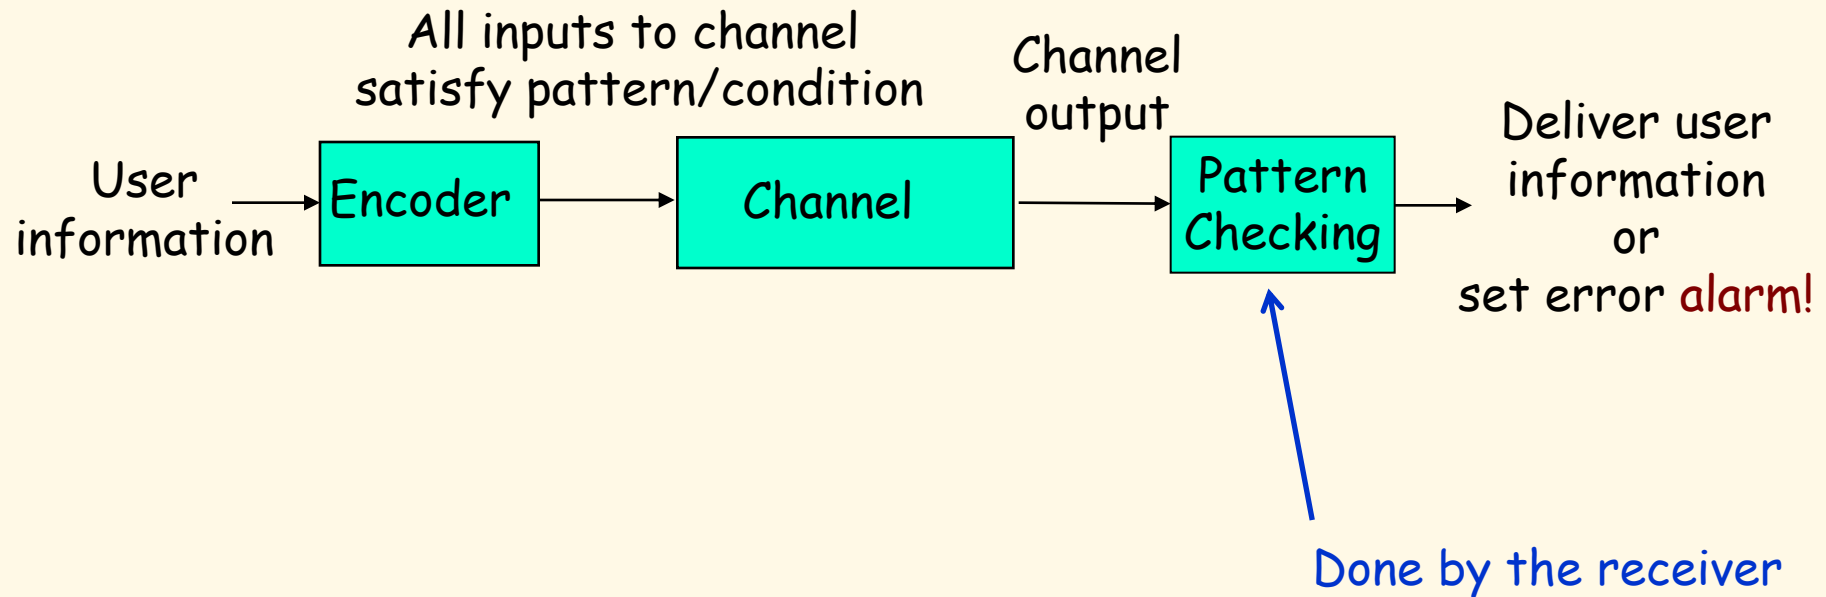 All inputs to channel
satisfy pattern/condition
Channel
output
User
information
Encoder
Channel
Pattern
Checking
Deliver user
information
or
set error alarm!
Done by the receiver